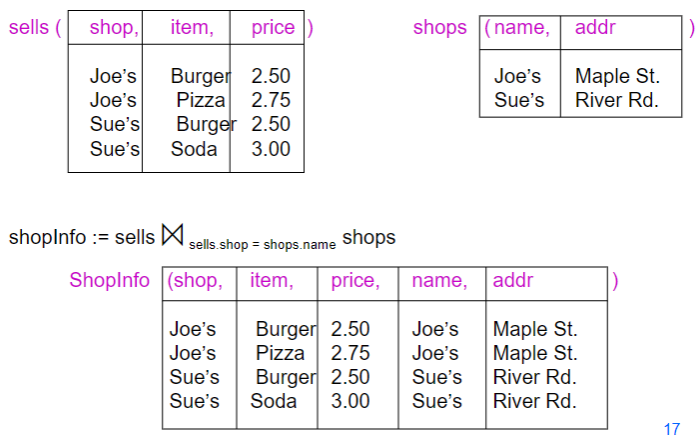 sells ( shop, item, price )
Joe's Burger 2.50
Joe's Pizza 2.75
Sue's Burger 2.50
Sue's Soda 3.00
shops ( name, addr )
Joe's Maple St.
Sue's River Rd.
shopInfo := sells ⋈ sells.shop = shops.name shops
ShopInfo (shop, item, price, name, addr )
Joe's Burger 2.50 Joe's Maple St.
Joe's Pizza 2.75 Joe's Maple St.
Sue's Burger 2.50 Sue's River Rd.
Sue's Soda 3.00 Sue's River Rd.
17